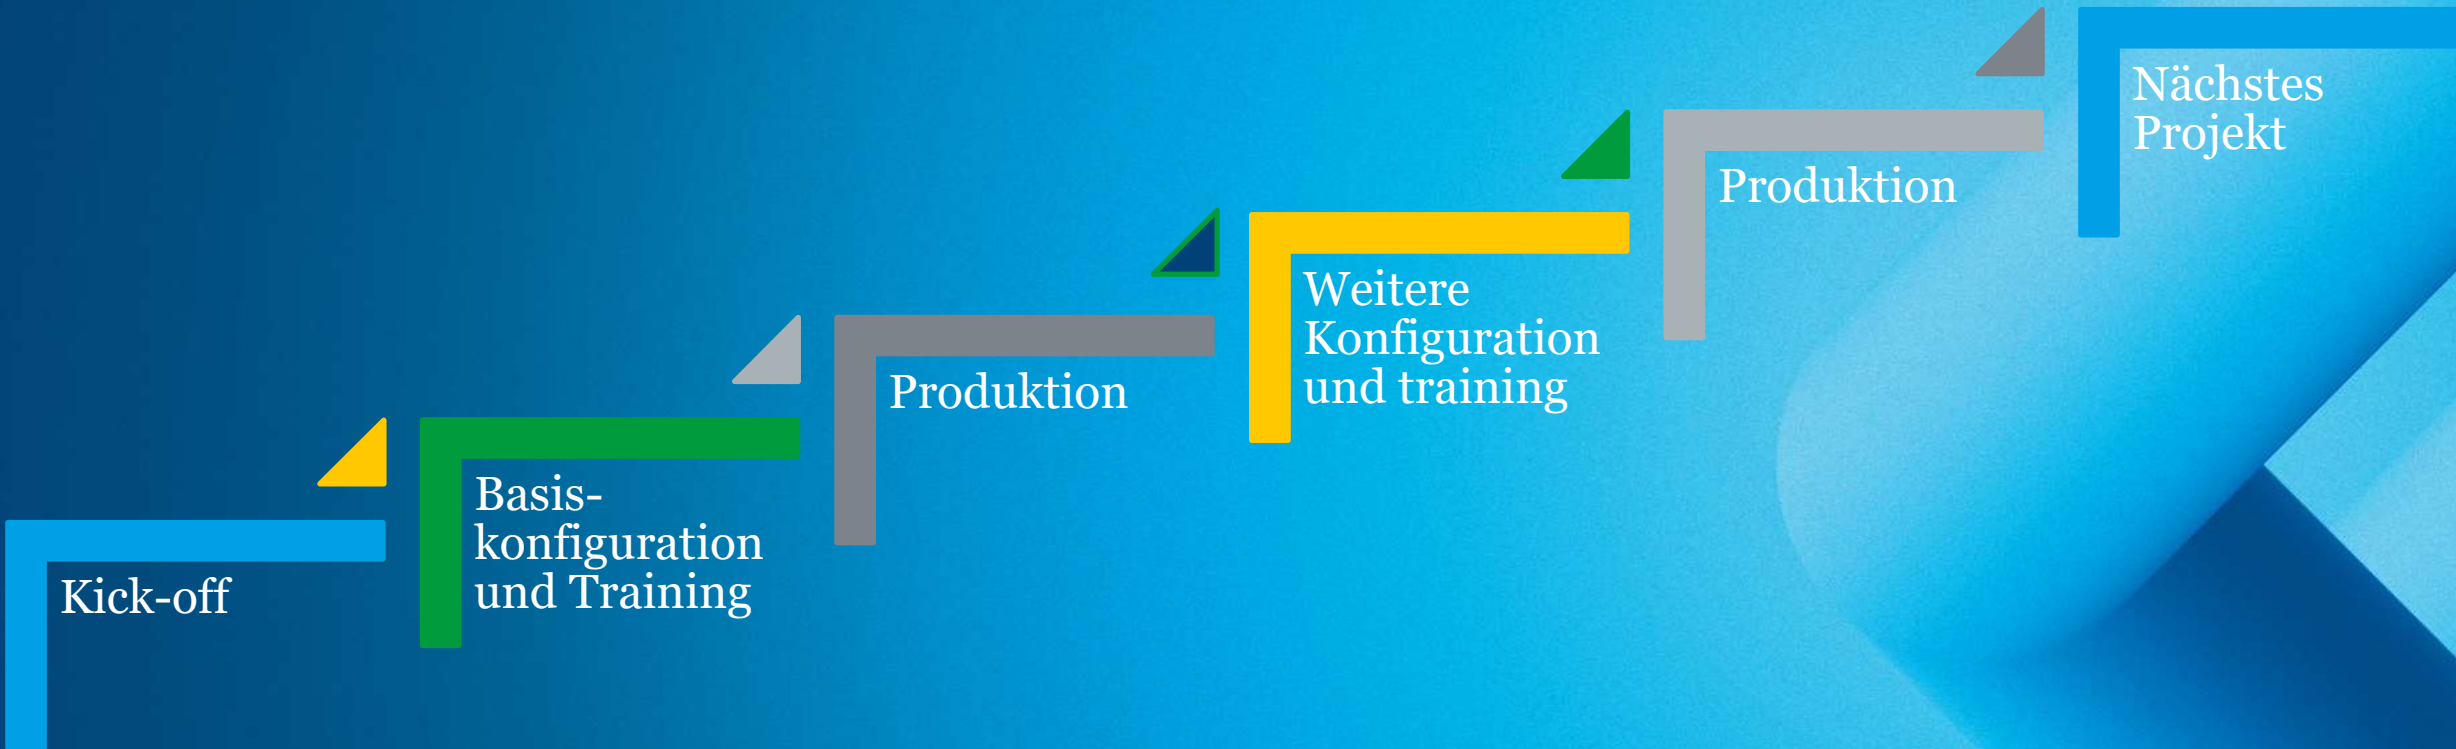 Kick-off
Basis-
konfiguration
und Training
Produktion
Weitere
Konfiguration
und training
Produktion
Nächstes
Projekt